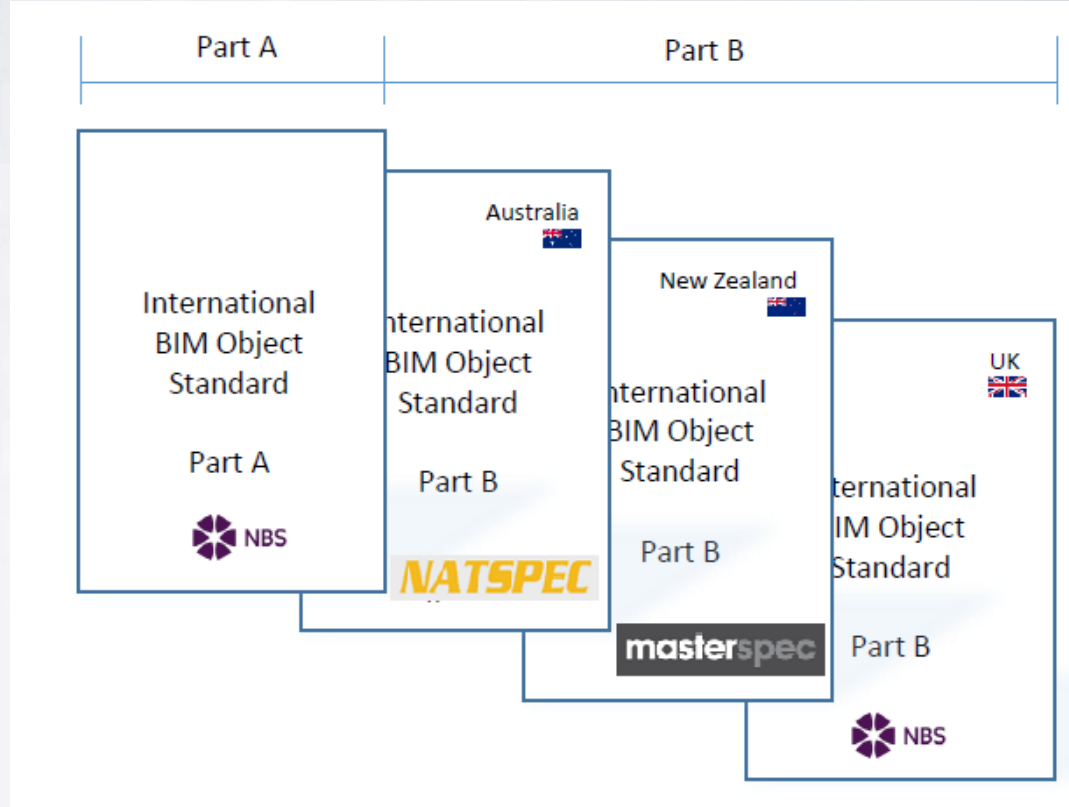 Part A
Part B
International
BIM Object
Standard
Part A
NBS
Australia
nternational
BIM Object
Standard
Part B
NATSPEC
New Zealand
nternational
BIM Object
Standard
Part B
masterspec
UK
ternational
IM Object
Standard
Part B
NBS